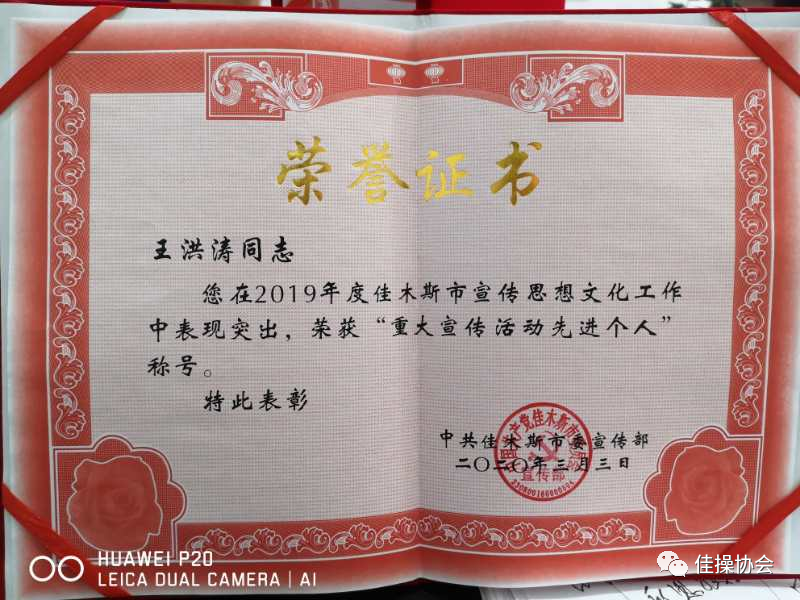 荣誉证书
王洪涛同志
您在2019年度佳木斯市宣传思想文化工作
中表现突出，荣获“重大宣传活动先进个人”
称号。
特此表彰
中共佳木斯市委宣传部
二〇二〇年三月三日
宣传部
HUAWEI P20
LEICA DUAL CAMERA | AI
佳操协会